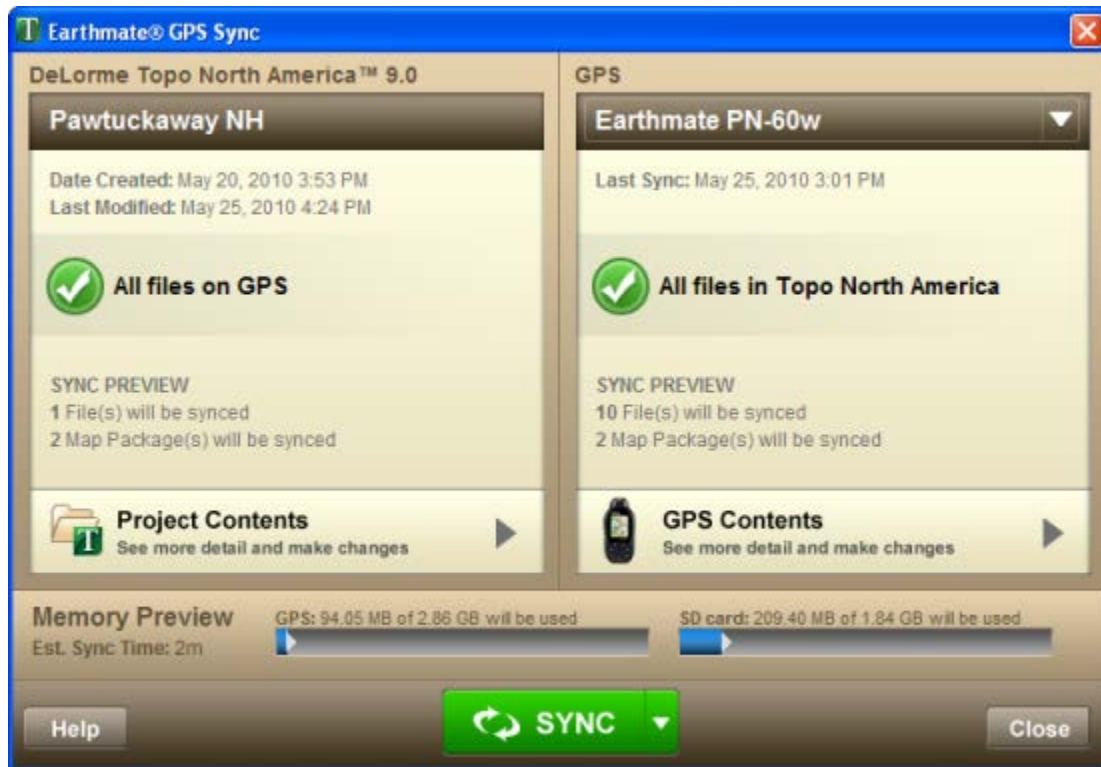 Earthmate® GPS Sync
DeLorme Topo North America™ 9.0
Pawtuckaway NH
Date Created: May 20, 2010 3:53 PM
Last Modified: May 25, 2010 4:24 PM
All files on GPS
SYNC PREVIEW
1 File(s) will be synced
2 Map Package(s) will be synced
Project Contents
See more detail and make changes
GPS
Earthmate PN-60w
Last Sync: May 25, 2010 3:01 PM
All files in Topo North America
SYNC PREVIEW
10 File(s) will be synced
2 Map Package(s) will be synced
GPS Contents
See more detail and make changes
Memory Preview
Est. Sync Time: 2m
GPS: 94.05 MB of 2.86 GB will be used
SD card: 209.40 MB of 1.84 GB will be used
Help
SYNC
Close